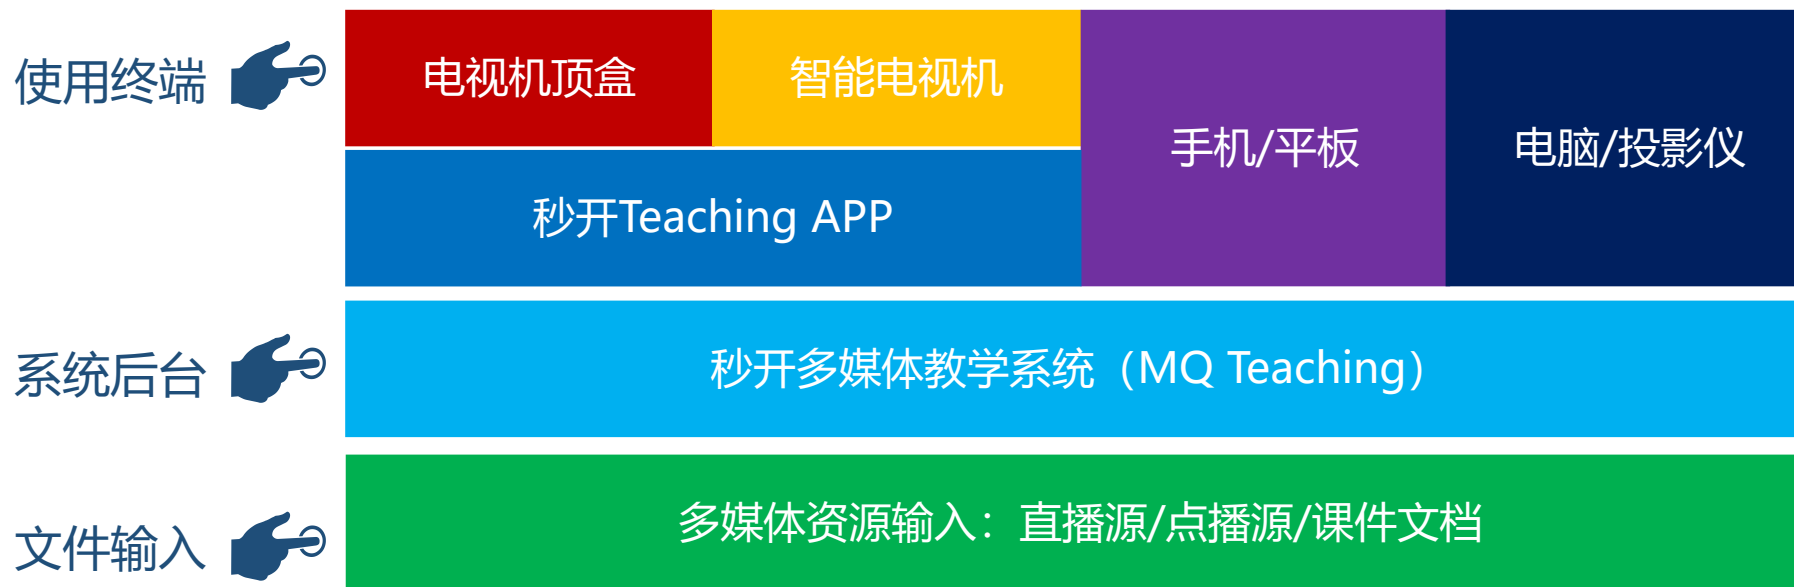 使用终端
电视机顶盒
智能电视机
手机/平板
电脑/投影仪
秒开Teaching APP
系统后台
秒开多媒体教学系统（MQ Teaching）
文件输入
多媒体资源输入：直播源/点播源/课件文档